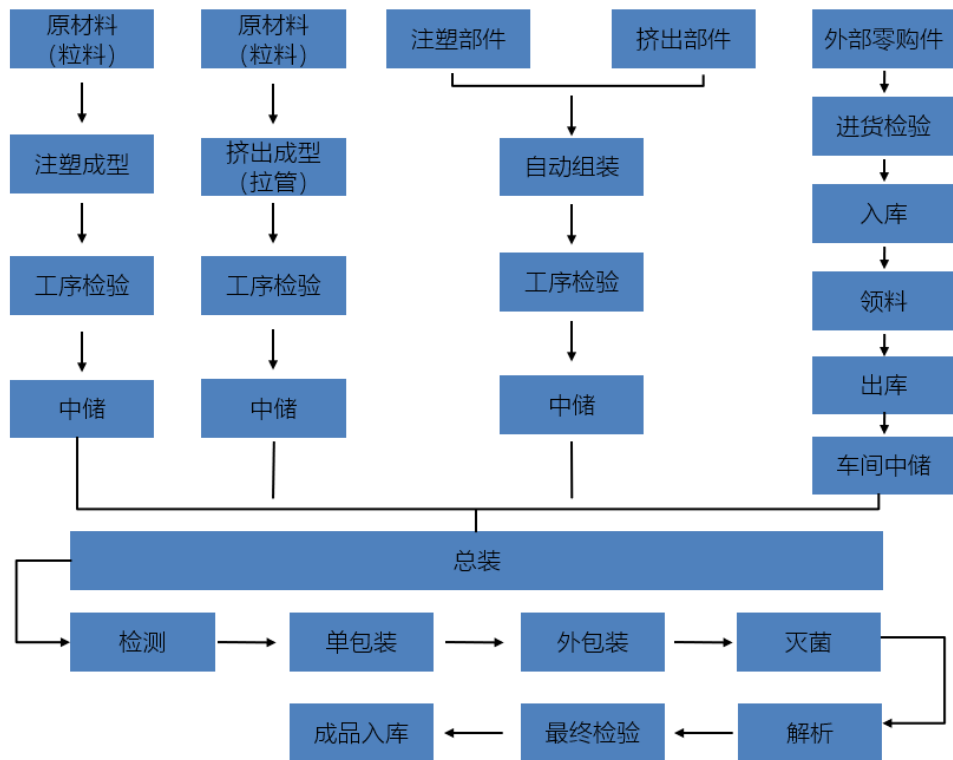 原材料
（粒料）
原材料
（粒料）
注塑部件
挤出部件
外部零购件
进货检验
注塑成型
挤出成型
（拉管）
自动组装
入库
工序检验
工序检验
工序检验
领料
出库
中储
中储
中储
车间中储
总装
检测
单包装
外包装
灭菌
成品入库
最终检验
解析